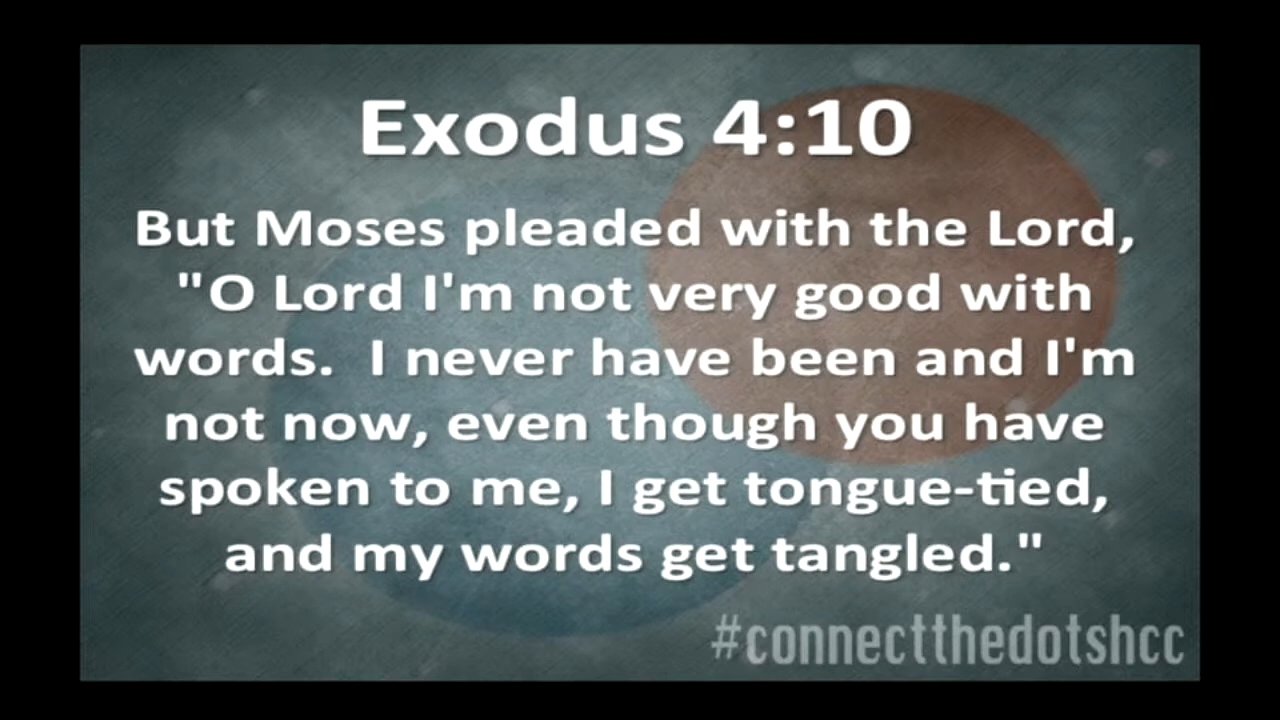 Exodus 4:10
But Moses pleaded with the Lord,
"O Lord I'm not very good with
words.  I never have been and I'm
not now, even though you have
spoken to me, I get tongue-tied,
and my words get tangled."
#connectthedotshcc